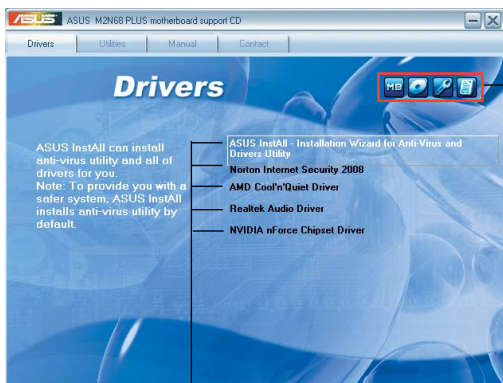 ASUS ASUS M2N68 PLUS motherboard support CD
Drivers Utilities Manual Contact
Drivers
MB
ASUS InstAll can install
anti-virus utility and all of
drivers for you.
Note: To provide you with a
safer system, ASUS InstAll
installs anti-virus utility by
default.
ASUS InstAll - Installation Wizard for Anti-Virus and
Drivers Utility
Norton Internet Security 2008
AMD Cool'n'Quiet Driver
Realtek Audio Driver
NVIDIA nForce Chipset Driver